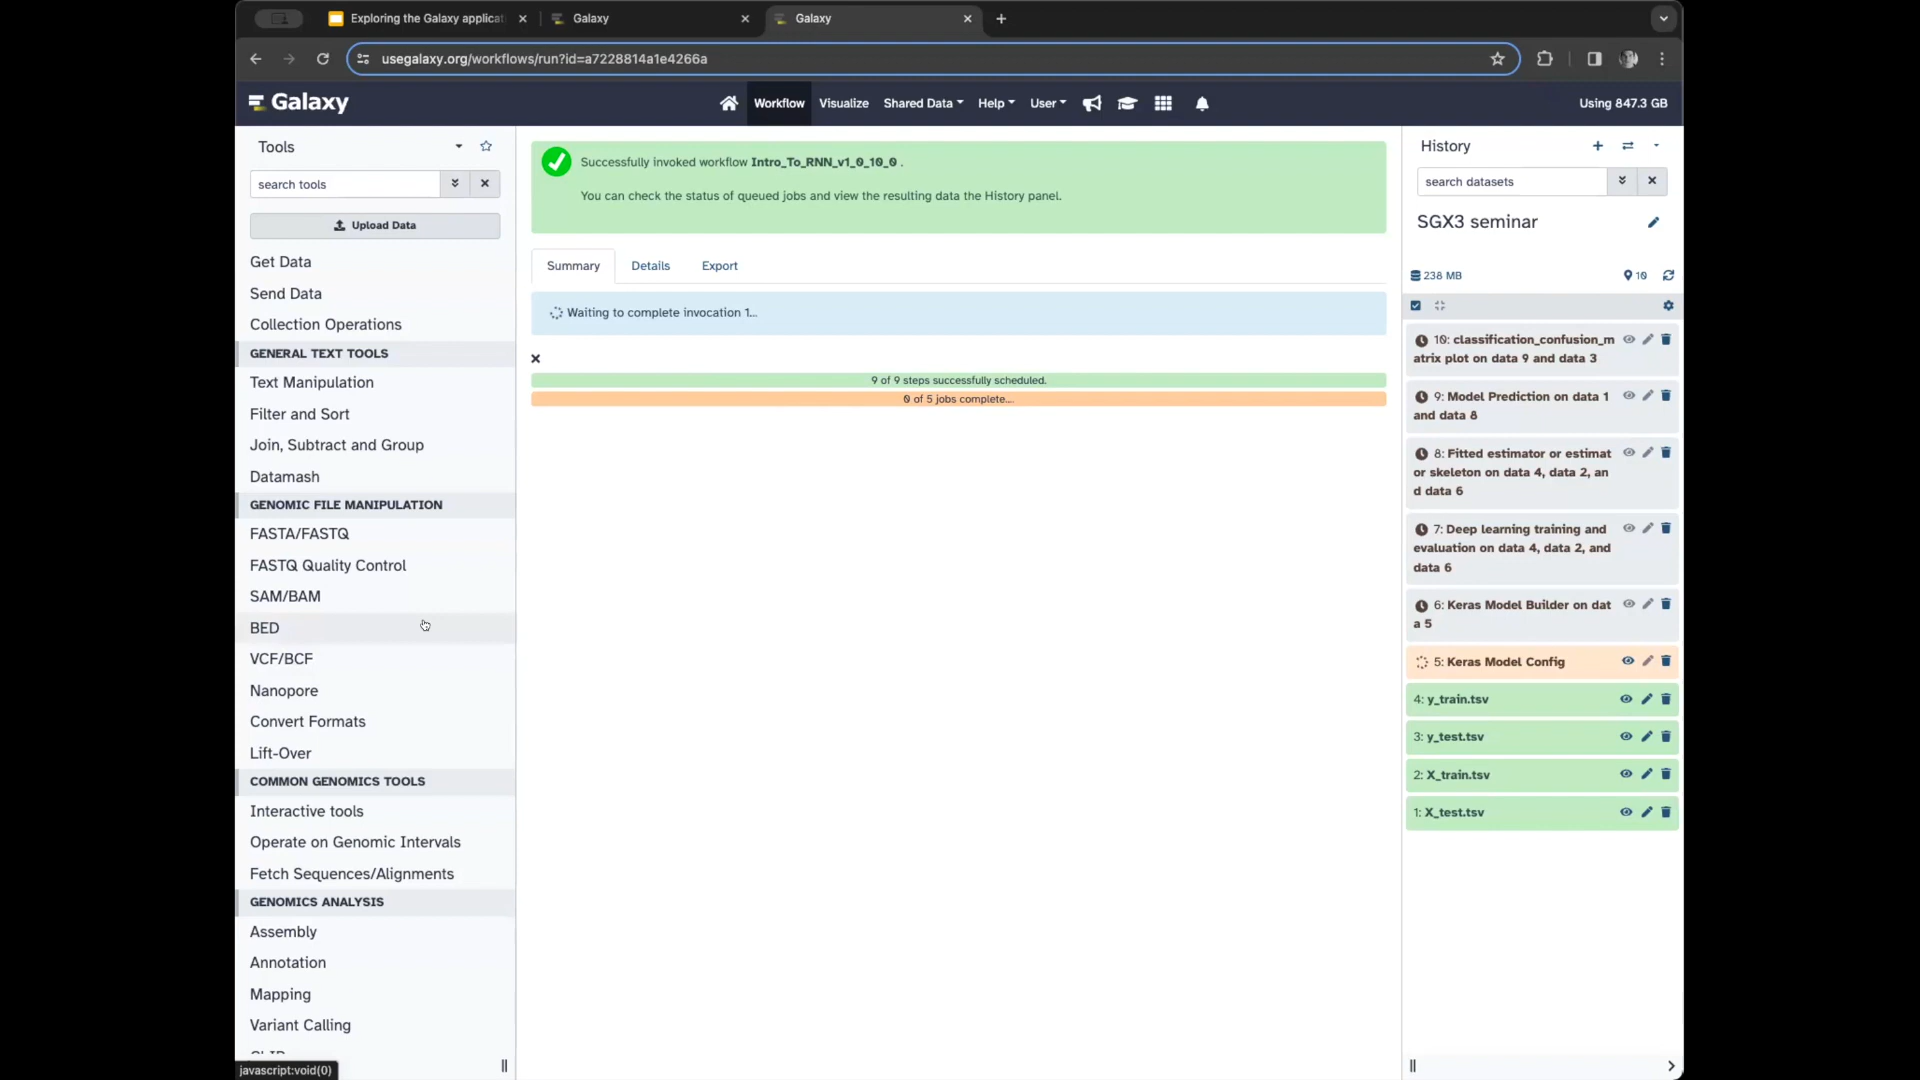 Exploring the Galaxy applicat
Galaxy
Galaxy
usegalaxy.org/workflows/run?id=a7228814a1e4266a
Galaxy
Workflow
Visualize
Shared Data
Help
User
Using 847.3 GB
Tools
search tools
Upload Data
Get Data
Send Data
Collection Operations
GENERAL TEXT TOOLS
Text Manipulation
Filter and Sort
Join, Subtract and Group
Datamash
GENOMIC FILE MANIPULATION
FASTA/FASTQ
FASTQ Quality Control
SAM/BAM
BED
VCF/BCF
Nanopore
Convert Formats
Lift-Over
COMMON GENOMICS TOOLS
Interactive tools
Operate on Genomic Intervals
Fetch Sequences/Alignments
GENOMICS ANALYSIS
Assembly
Annotation
Mapping
Variant Calling
javascript:void(0)
Successfully invoked workflow Intro_To_RNN_v1_0_10_0 .
You can check the status of queued jobs and view the resulting data the History panel.
Summary
Details
Export
Waiting to complete invocation 1...
9 of 9 steps successfully scheduled.
0 of 5 jobs complete...
History
search datasets
SGX3 seminar
238 MB
10
10: classification_confusion_m
atrix plot on data 9 and data 3
9: Model Prediction on data 1
and data 8
8: Fitted estimator or estimat
or skeleton on data 4, data 2, an
d data 6
7: Deep learning training and
evaluation on data 4, data 2, and
data 6
6: Keras Model Builder on dat
a 5
5: Keras Model Config
4: y_train.tsv
3: y_test.tsv
2: X_train.tsv
1: X_test.tsv